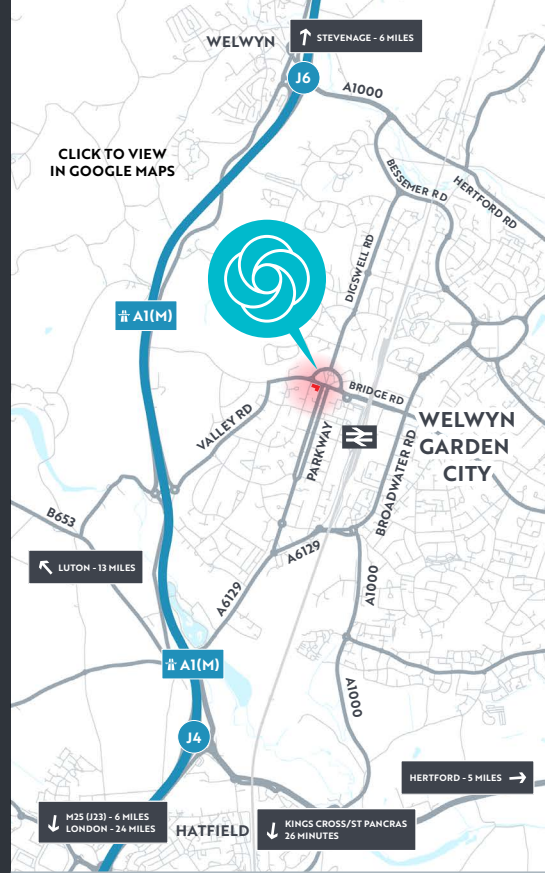 WELWYN
STEVENAGE - 6 MILES
J6
A1000
CLICK TO VIEW
IN GOOGLE MAPS
BESSEMER RD
HERTFORD RD
DIGSWELL RD
A1(M)
BRIDGE RD
VALLEY RD
PARKWAY
WELWYN
GARDEN
CITY
BROADWATER RD
B653
A6129
LUTON - 13 MILES
A6129
A1000
A1(M)
A1000
J4
HERTFORD - 5 MILES
M25 (J23) - 6 MILES
LONDON - 24 MILES
HATFIELD
KINGS CROSS/ST PANCRAS
26 MINUTES